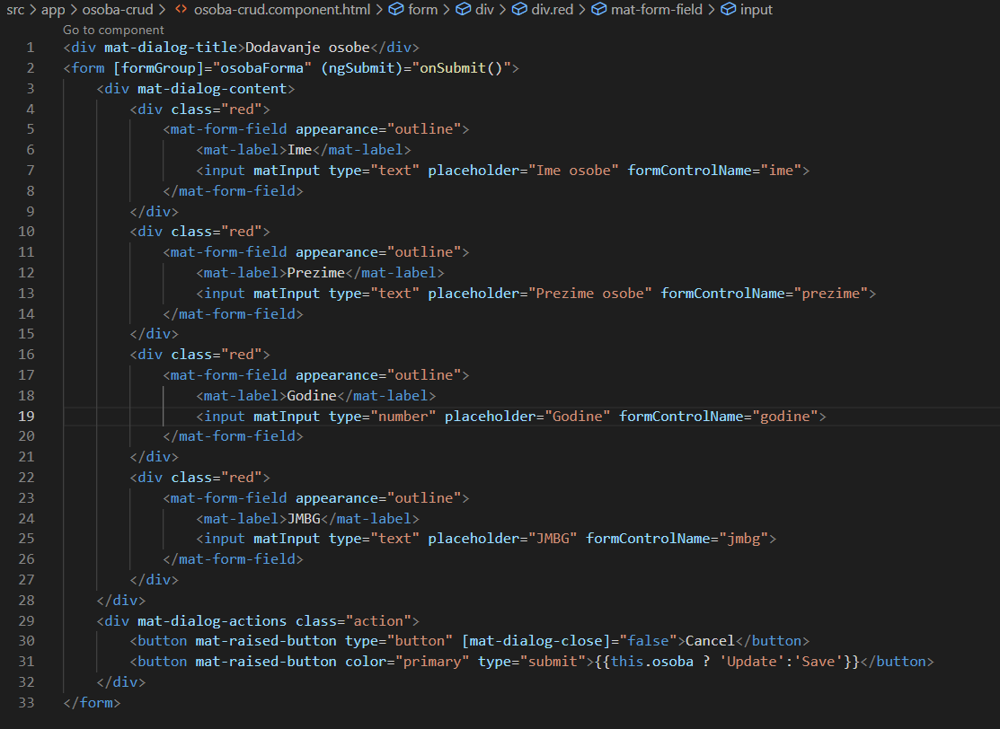 src > app > osoba-crud > <> osoba-crud.component.html > form > div > div.red > mat-form-field > input
Go to component
1 <div mat-dialog-title>Dodavanje osobe</div>
2 <form [formGroup]="osobaForma" (ngSubmit)="onSubmit()">
3     <div mat-dialog-content>
4         <div class="red">
5             <mat-form-field appearance="outline">
6                 <mat-label>Ime</mat-label>
7                 <input matInput type="text" placeholder="Ime osobe" formControlName="ime">
8             </mat-form-field>
9         </div>
10         <div class="red">
11             <mat-form-field appearance="outline">
12                 <mat-label>Prezime</mat-label>
13                 <input matInput type="text" placeholder="Prezime osobe" formControlName="prezime">
14             </mat-form-field>
15         </div>
16         <div class="red">
17             <mat-form-field appearance="outline">
18                 <mat-label>Godine</mat-label>
19                 <input matInput type="number" placeholder="Godine" formControlName="godine">
20             </mat-form-field>
21         </div>
22         <div class="red">
23             <mat-form-field appearance="outline">
24                 <mat-label>JMBG</mat-label>
25                 <input matInput type="text" placeholder="JMBG" formControlName="jmbg">
26             </mat-form-field>
27         </div>
28     </div>
29     <div mat-dialog-actions class="action">
30         <button mat-raised-button type="button" [mat-dialog-close]="false">Cancel</button>
31         <button mat-raised-button color="primary" type="submit">{{this.osoba ? 'Update':'Save'}}</button>
32     </div>
33 </form>